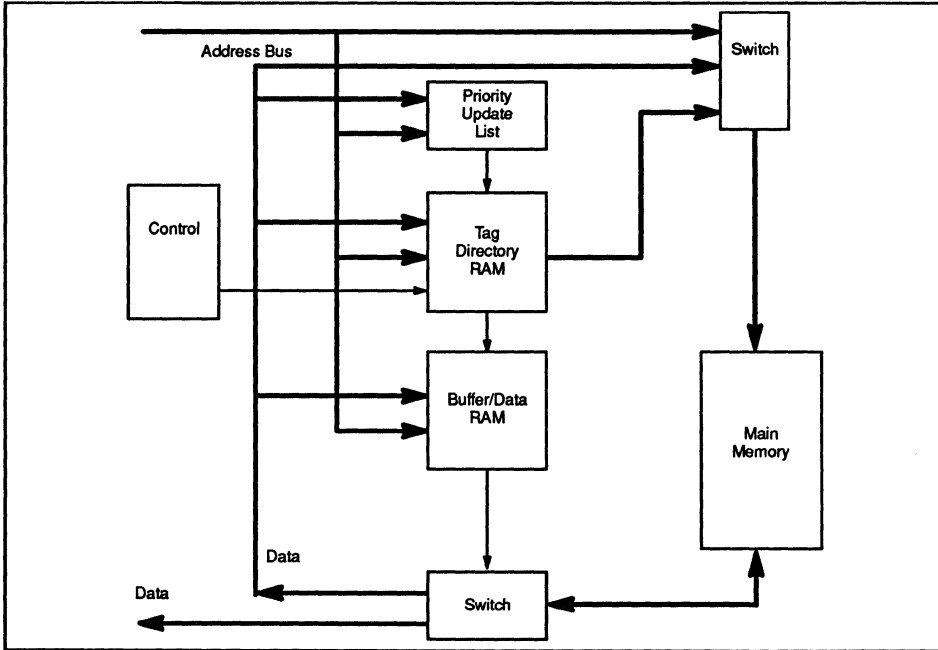 Address Bus
Switch
Priority
Update
List
Control
Tag
Directory
RAM
Buffer/Data
RAM
Main
Memory
Data
Data
Switch